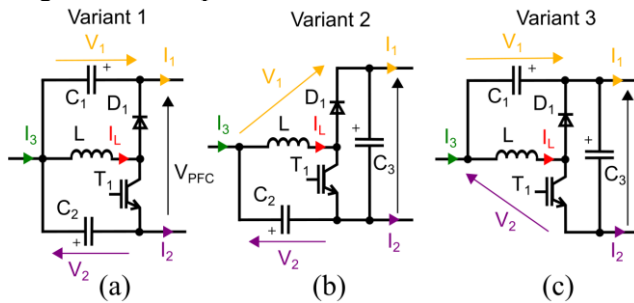 Variant 1
Variant 2
Variant 3
V1
I1
C1
+
D1
I3
L
IL
T1
VPFC
C2
+
V2
I2
(a)
V1
I1
D1
+
I3
L
IL
C3
T1
C2
+
V2
I2
(b)
V1
I1
C1
+
D1
I3
L
IL
+
T1
C3
V2
I2
(c)